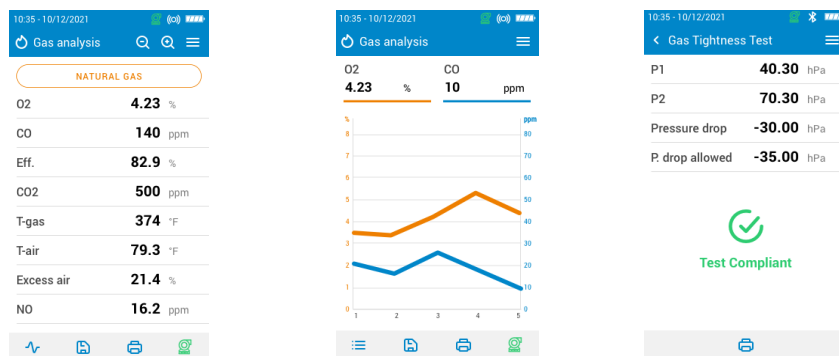 10:35 - 10/12/2021
Gas analysis
NATURAL GAS
O2 4.23 %
CO 140 ppm
Eff. 82.9 %
CO2 500 ppm
T-gas 374 °F
T-air 79.3 °F
Excess air 21.4 %
NO 16.2 ppm
10:35 - 10/12/2021
Gas analysis
O2 CO
4.23 % 10 ppm
% ppm
8 80
7 70
6 60
5 50
4 40
3 30
2 20
1 10
0 0
1 2 3 4 5
10:35 - 10/12/2021
Gas Tightness Test
P1 40.30 hPa
P2 70.30 hPa
Pressure drop -30.00 hPa
P. drop allowed -35.00 hPa
Test Compliant